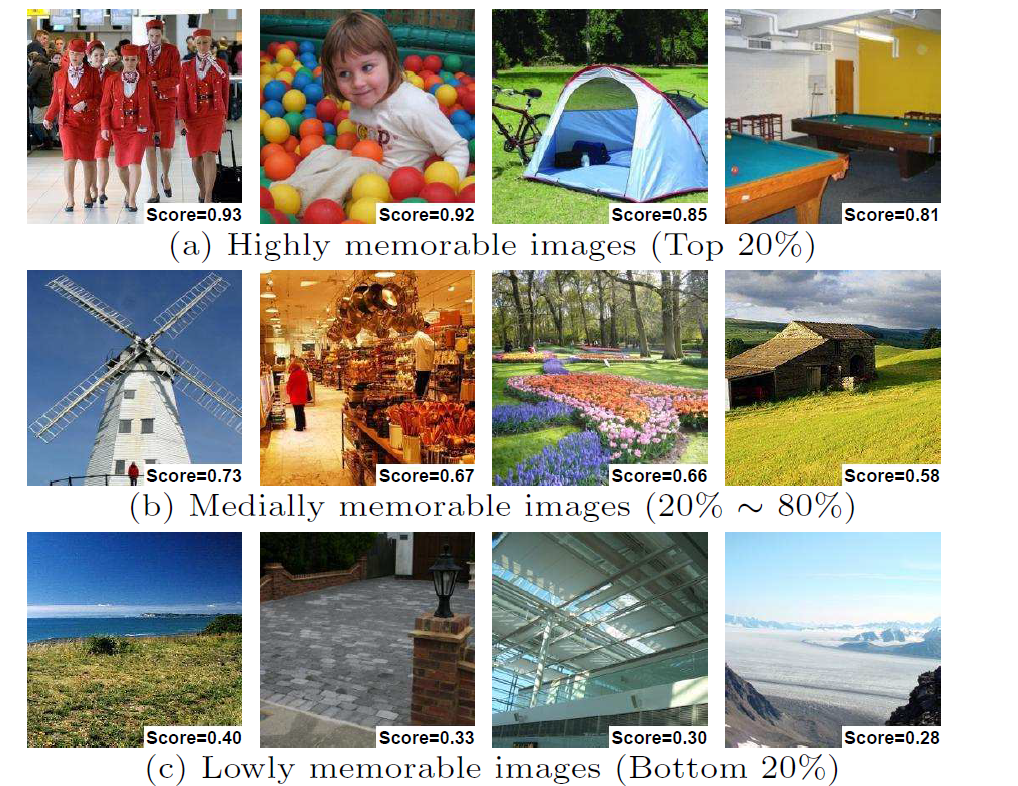 Score=0.93 Score=0.92 Score=0.85 Score=0.81
(a) Highly memorable images (Top 20%)
Score=0.73 Score=0.67 Score=0.66 Score=0.58
(b) Medially memorable images (20% ∼ 80%)
Score=0.40 Score=0.33 Score=0.30 Score=0.28
(c) Lowly memorable images (Bottom 20%)